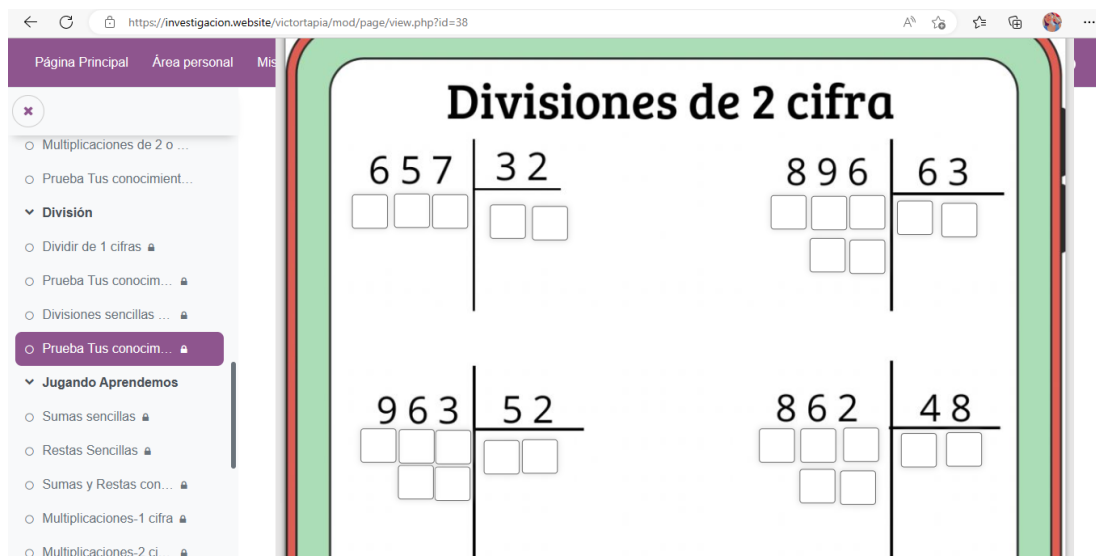 https://investigacion.website/victortapia/mod/page/view.php?id=38
Página Principal Área personal Mis
Multiplicaciones de 2 o ...
Prueba Tus conocimient...
División
Dividir de 1 cifras
Prueba Tus conocim...
Divisiones sencillas ...
Prueba Tus conocim...
Jugando Aprendemos
Sumas sencillas
Restas Sencillas
Sumas y Restas con...
Multiplicaciones-1 cifra
Multiplicaciones-2 ci...
Divisiones de 2 cifra
657 32
896 63
963 52
862 48